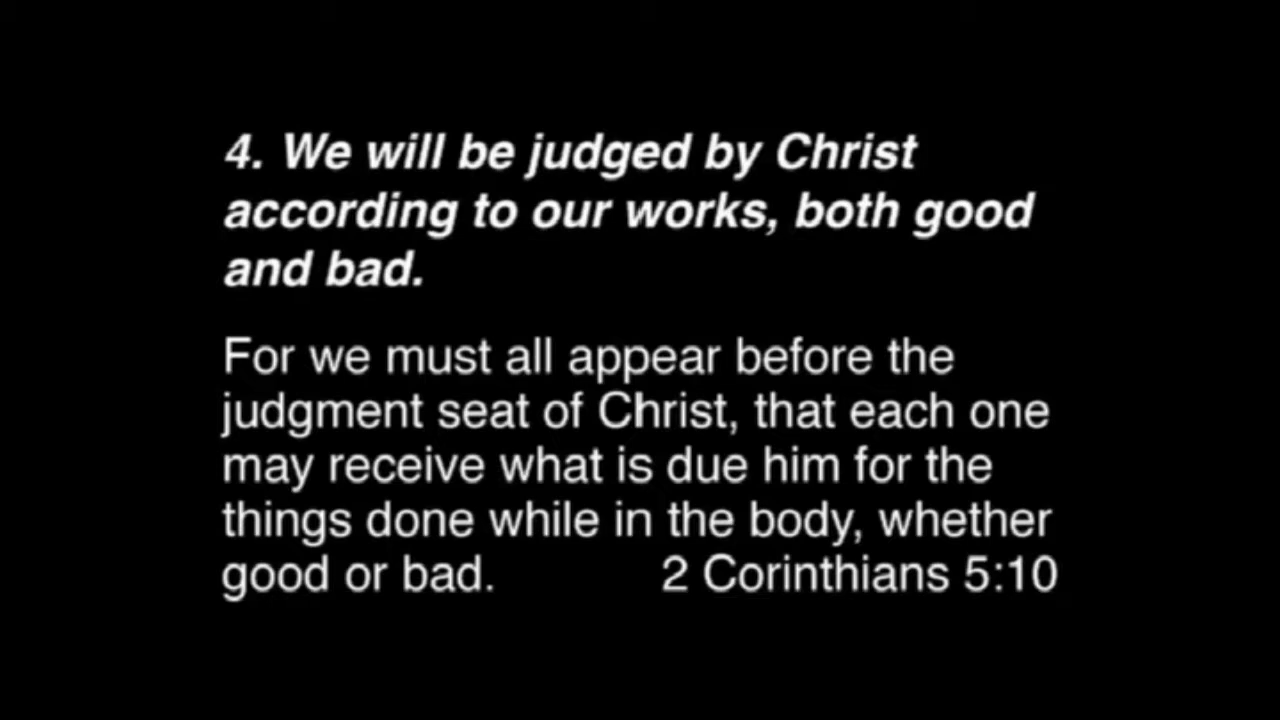 4. We will be judged by Christ
according to our works, both good
and bad.
For we must all appear before the
judgment seat of Christ, that each one
may receive what is due him for the
things done while in the body, whether
good or bad. 2 Corinthians 5:10